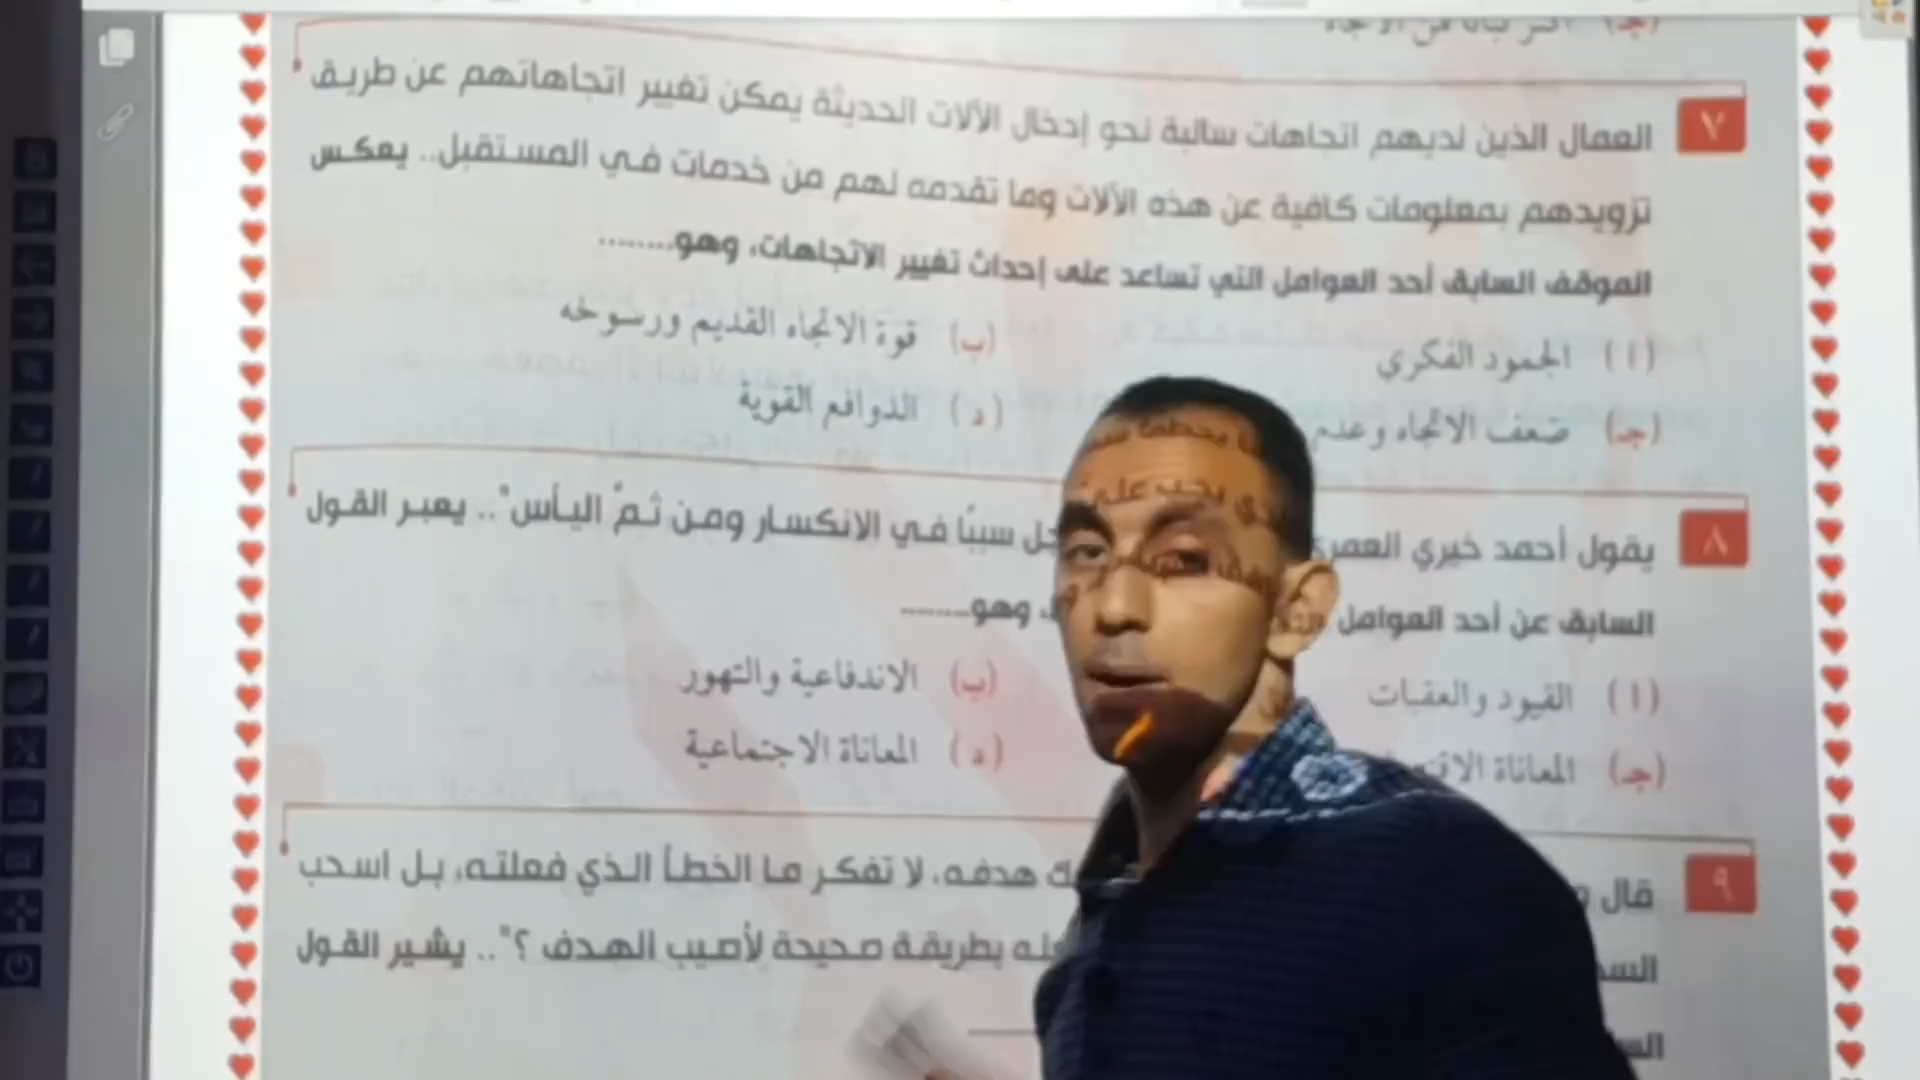 ٧ العمال الذين لديهم اتجاهات سالبة نحو إدخال الآلات الحديثة يمكن تغيير اتجاهاتهم عن طريق
تزويدهم بمعلومات كافية عن هذه الآلات وما تقدمه لهم من خدمات في المستقبل.. يعكس
الموقف السابق أحد العوامل التي تساعد على إحداث تغيير الاتجاهات، وهو........
(أ) الجمود الفكري (ب) قوة الاتجاه القديم ورسوخه
(جـ) ضعف الاتجاه وعدم (د) الدوافع القوية
٨ يقول أحمد خيري العمري سببًا في الانكسار ومن ثمَّ اليأس".. يعبر القول
السابق عن أحد العوامل ، وهو........
(أ) القيود والعقبات (ب) الاندفاعية والتهور
(جـ) المعاناة (د) المعاناة الاجتماعية
٩ قال هدفه، لا تفكر ما الخطأ الذي فعلته، بل اسحب
بطريقة صحيحة لأصيب الهدف ؟".. يشير القول